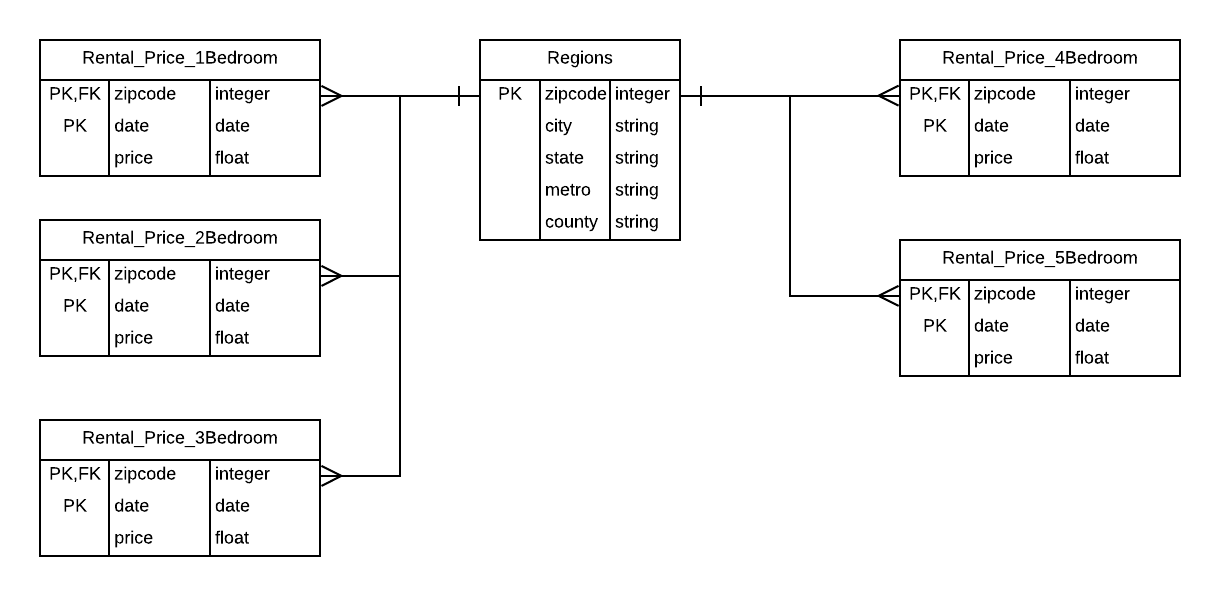 Rental_Price_1Bedroom
PK,FK zipcode integer
PK date date
price float
Rental_Price_2Bedroom
PK,FK zipcode integer
PK date date
price float
Rental_Price_3Bedroom
PK,FK zipcode integer
PK date date
price float
Regions
PK zipcode integer
city string
state string
metro string
county string
Rental_Price_4Bedroom
PK,FK zipcode integer
PK date date
price float
Rental_Price_5Bedroom
PK,FK zipcode integer
PK date date
price float